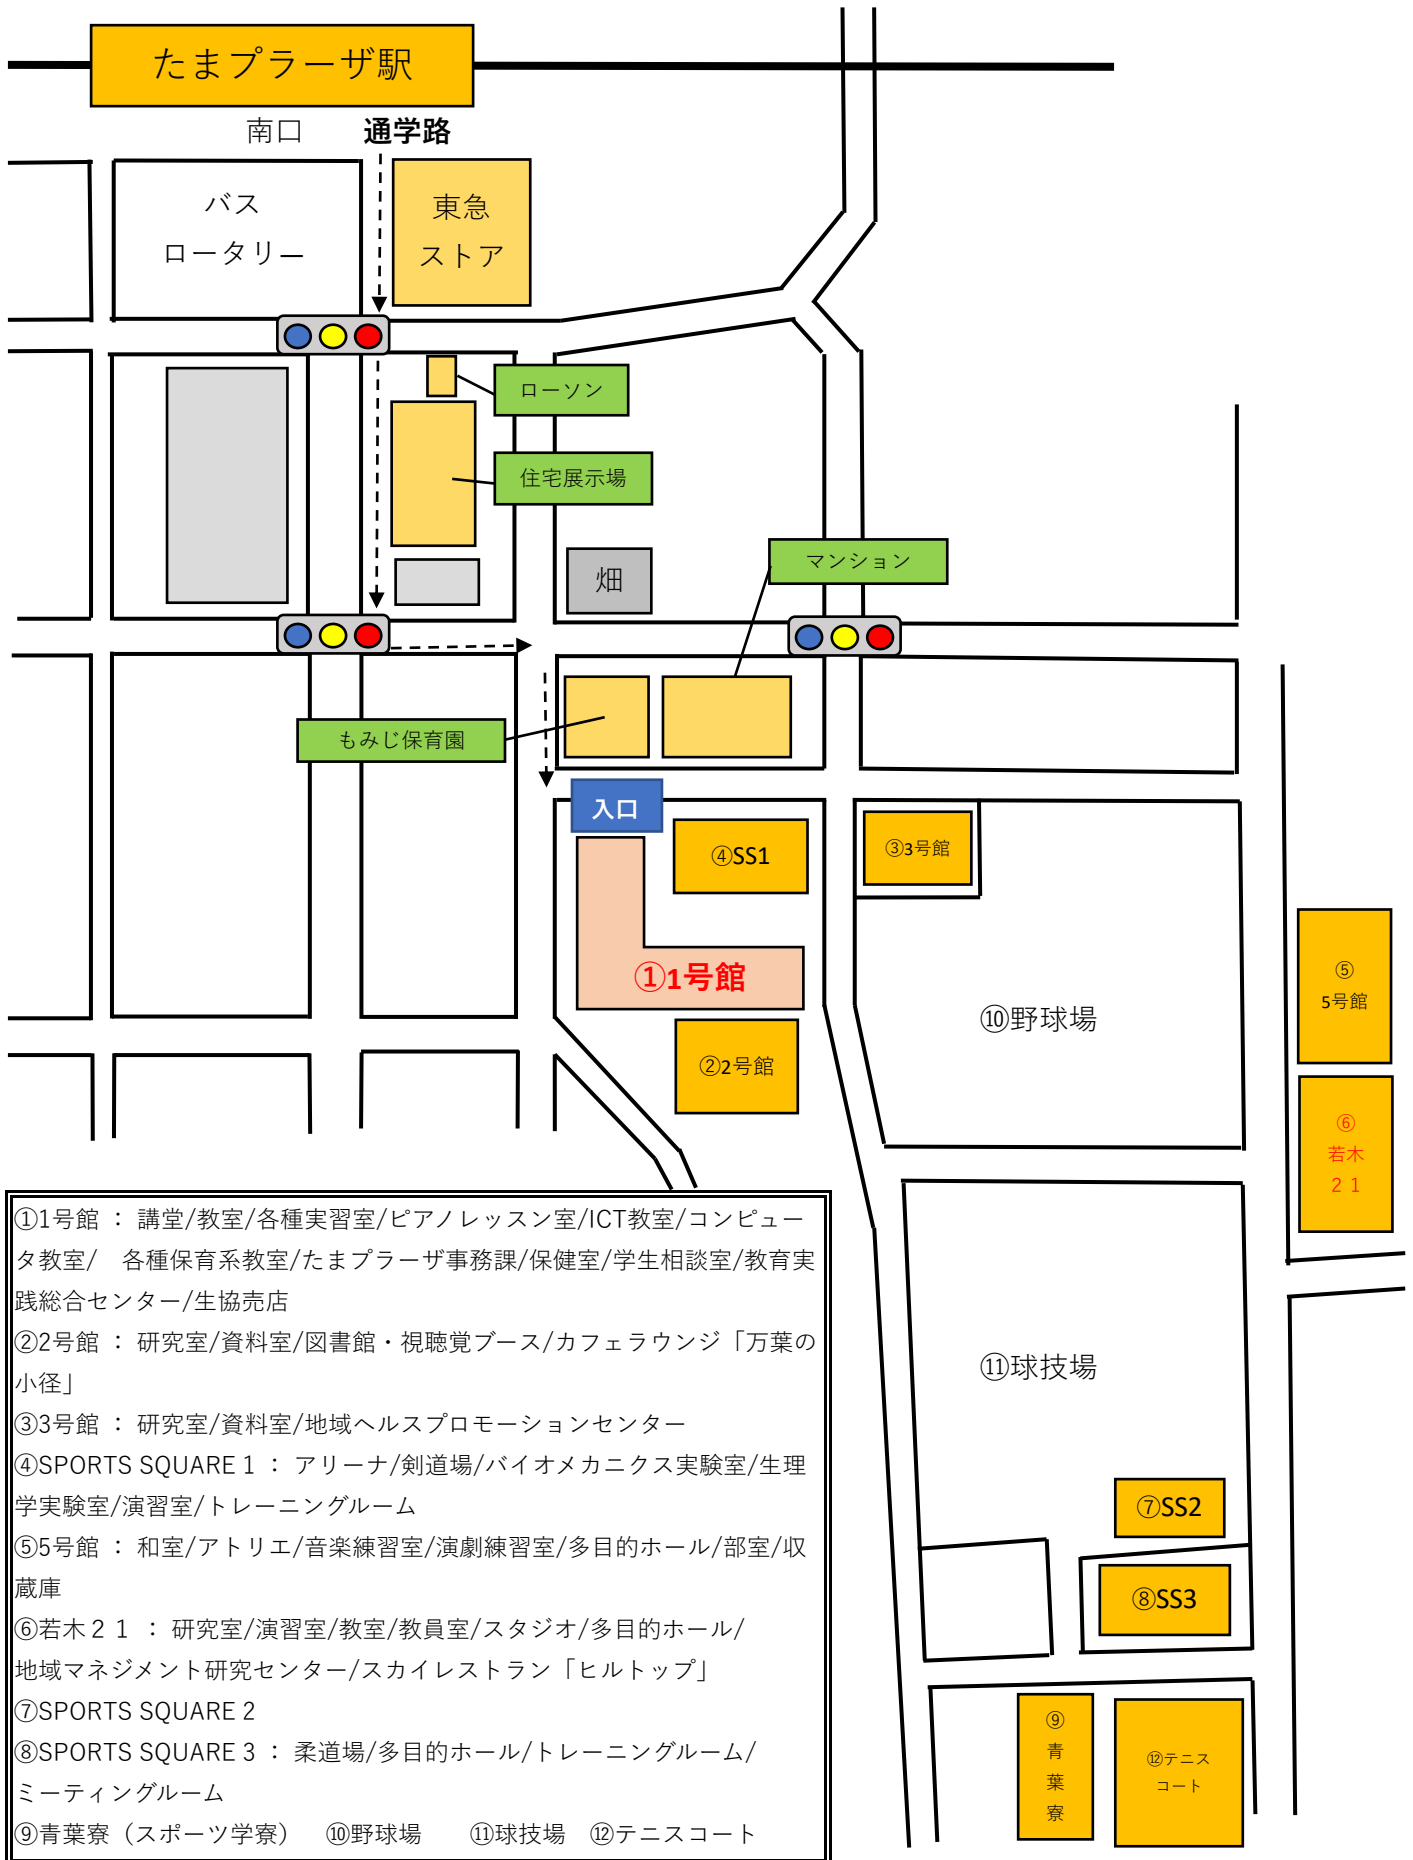 たまプラーザ駅
南口
通学路
バス
ロータリー
東急
ストア
ローソン
住宅展示場
畑
マンション
もみじ保育園
入口
④SS1
③3号館
①1号館
②2号館
⑩野球場
⑤
5号館
⑥
若木
２１
⑪球技場
⑦SS2
⑧SS3
⑨
青
葉
寮
⑫テニス
コート
①1号館 ： 講堂/教室/各種実習室/ピアノレッスン室/ICT教室/コンピュー
タ教室/　各種保育系教室/たまプラーザ事務課/保健室/学生相談室/教育実
践総合センター/生協売店
②2号館 ： 研究室/資料室/図書館・視聴覚ブース/カフェラウンジ「万葉の
小径」
③3号館 ： 研究室/資料室/地域ヘルスプロモーションセンター
④SPORTS SQUARE 1 ： アリーナ/剣道場/バイオメカニクス実験室/生理
学実験室/演習室/トレーニングルーム
⑤5号館 ： 和室/アトリエ/音楽練習室/演劇練習室/多目的ホール/部室/収
蔵庫
⑥若木２１ ： 研究室/演習室/教室/教員室/スタジオ/多目的ホール/
地域マネジメント研究センター/スカイレストラン「ヒルトップ」
⑦SPORTS SQUARE 2
⑧SPORTS SQUARE 3 ： 柔道場/多目的ホール/トレーニングルーム/
ミーティングルーム
⑨青葉寮（スポーツ学寮）　⑩野球場　　⑪球技場　⑫テニスコート